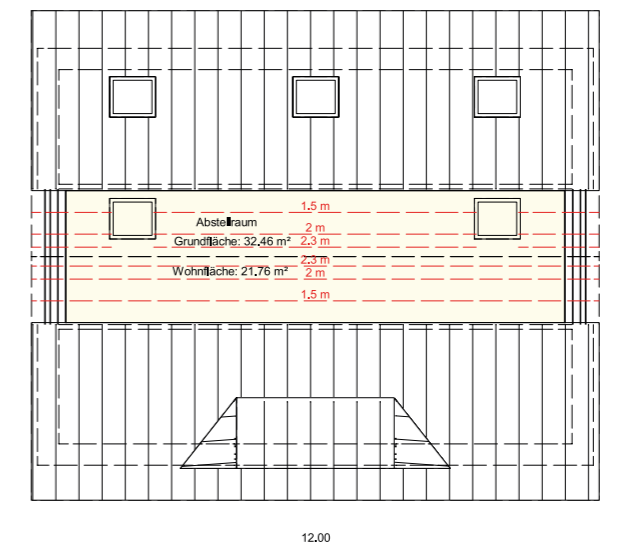 1.5 m
Abstellraum
2 m
Grundfläche: 32.46 m²
2.3 m
2.3 m
Wohnfläche: 21.76 m²
2 m
1.5 m
12.00